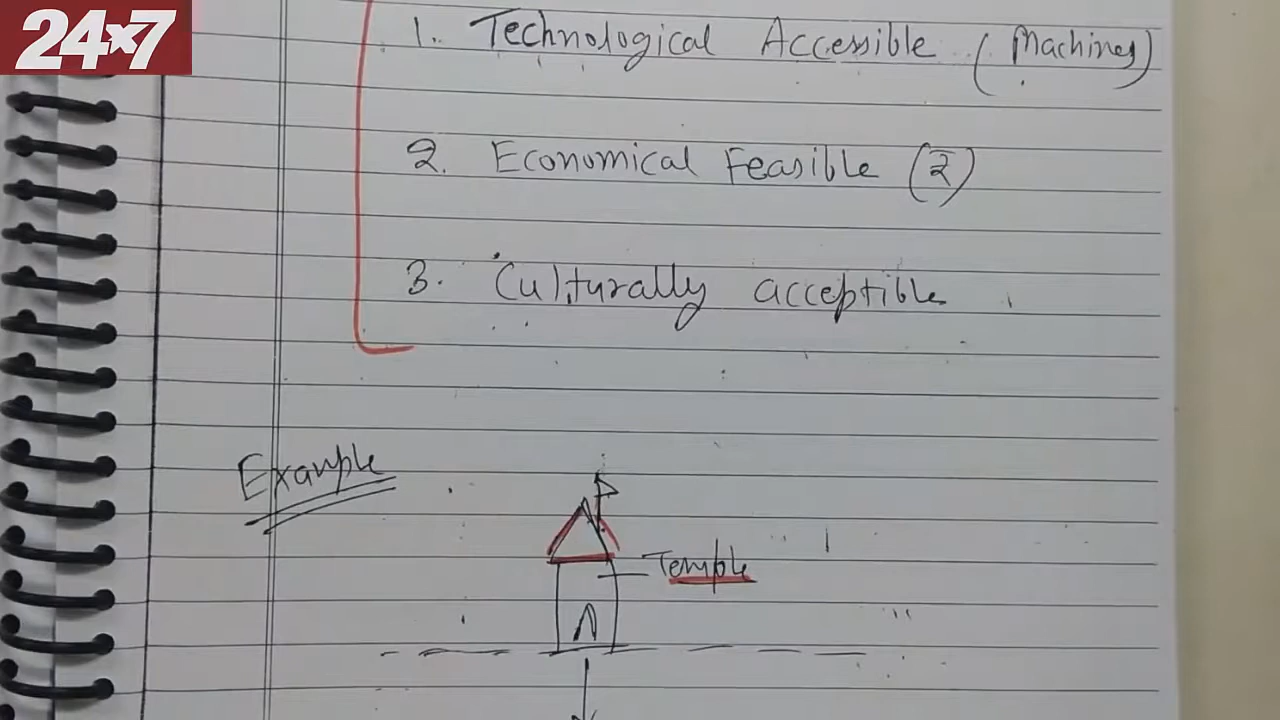 24x7
1. Technological Accessible (Machines)
2. Economical Feasible (₹)
3. Culturally acceptible
Example
Temple